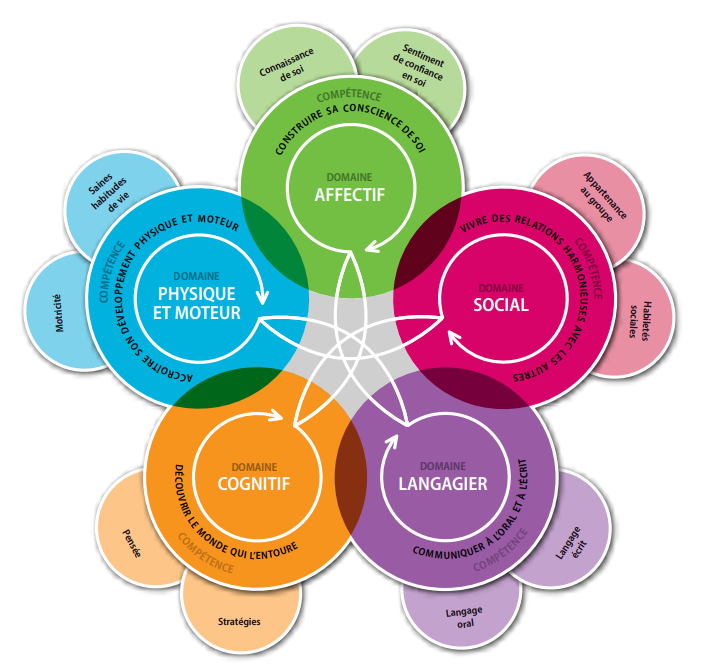 Connaissance
de soi
Sentiment
de confiance
en soi
COMPÉTENCE
CONSTRUIRE SA CONSCIENCE DE SOI
DOMAINE
AFFECTIF
Saines
habitudes
de vie
Motricité
COMPÉTENCE
ACCROÎTRE SON DÉVELOPPEMENT PHYSIQUE ET MOTEUR
DOMAINE
PHYSIQUE
ET MOTEUR
Appartenance
au groupe
Habiletés
sociales
COMPÉTENCE
VIVRE DES RELATIONS HARMONIEUSES AVEC LES AUTRES
DOMAINE
SOCIAL
DOMAINE
COGNITIF
DÉCOUVRIR LE MONDE QUI L'ENTOURE
COMPÉTENCE
Pensée
Stratégies
DOMAINE
LANGAGIER
COMMUNIQUER À L'ORAL ET À L'ÉCRIT
COMPÉTENCE
Langage
écrit
Langage
oral